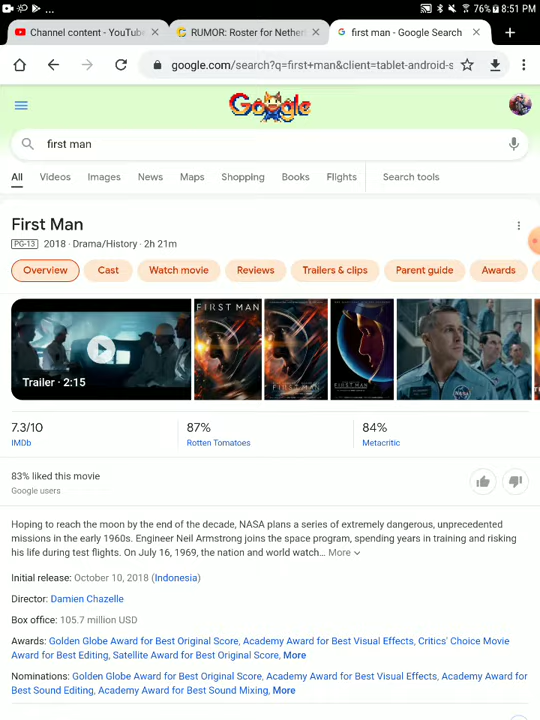 76% 8:51 PM
Channel content - YouTube
RUMOR: Roster for Nether
first man - Google Search
google.com/search?q=first+man&client=tablet-android-s
Google
first man
All Videos Images News Maps Shopping Books Flights Search tools
First Man
PG-13 2018 · Drama/History · 2h 21m
Overview Cast Watch movie Reviews Trailers & clips Parent guide Awards
FIRST MAN
FIRST MAN
FIRST MAN
NASA
Trailer · 2:15
7.3/10 87% 84%
IMDb Rotten Tomatoes Metacritic
83% liked this movie
Google users
Hoping to reach the moon by the end of the decade, NASA plans a series of extremely dangerous, unprecedented
missions in the early 1960s. Engineer Neil Armstrong joins the space program, spending years in training and risking
his life during test flights. On July 16, 1969, the nation and world watch... More
Initial release: October 10, 2018 (Indonesia)
Director: Damien Chazelle
Box office: 105.7 million USD
Awards: Golden Globe Award for Best Original Score, Academy Award for Best Visual Effects, Critics' Choice Movie
Award for Best Editing, Satellite Award for Best Original Score, More
Nominations: Golden Globe Award for Best Original Score, Academy Award for Best Visual Effects, Academy Award for
Best Sound Editing, Academy Award for Best Sound Mixing, More